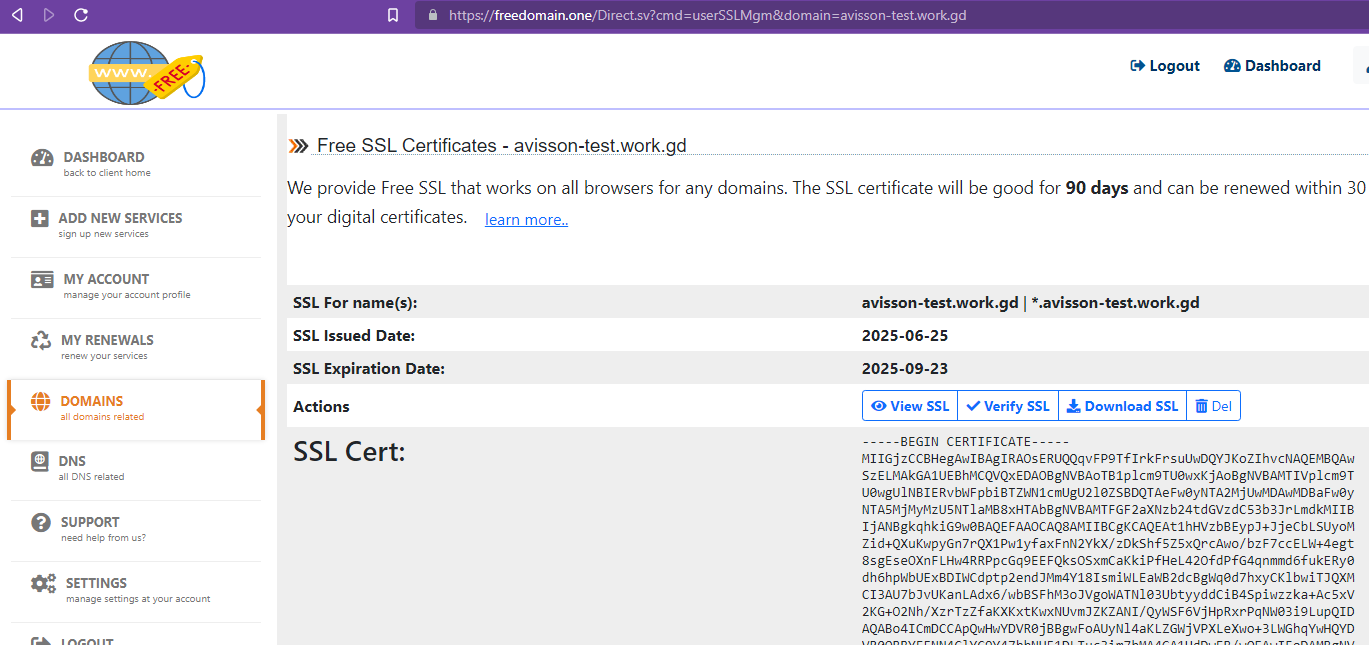 https://freedomain.one/Direct.sv?cmd=userSSLMgm&domain=avisson-test.work.gd
www.
-FREE-
Logout
Dashboard
DASHBOARD
back to client home
ADD NEW SERVICES
sign up new services
MY ACCOUNT
manage your account profile
MY RENEWALS
renew your services
DOMAINS
all domains related
DNS
all DNS related
SUPPORT
need help from us?
SETTINGS
manage settings at your account
LOGOUT
Free SSL Certificates - avisson-test.work.gd
We provide Free SSL that works on all browsers for any domains. The SSL certificate will be good for 90 days and can be renewed within 30
your digital certificates. learn more..
SSL For name(s): avisson-test.work.gd | *.avisson-test.work.gd
SSL Issued Date: 2025-06-25
SSL Expiration Date: 2025-09-23
Actions View SSL Verify SSL Download SSL Del
SSL Cert:
-----BEGIN CERTIFICATE-----
MIIGjzCCBHegAwIBAgIRAOsERUQQqvFP9TfIrkFrsuUwDQYJKoZIhvcNAQEMBQAw
SzELMAkGA1UEBhMCQVQxEDAOBgNVBAoTB1plcm9TU0wxKjAoBgNVBAMTIVplcm9T
U0wgUlNBIERvbWFpbiBTZWN1cmUgU2l0ZSBDQTAeFw0yNTA2MjUwMDAwMDBaFw0y
NTA5MjMyMzU5NTlaMB8xHTAbBgNVBAMTFGF2aXNzb24tdGVzdC53b3JrLmdkMIIB
IjANBgkqhkiG9w0BAQEFAAOCAQ8AMIIBCgKCAQEAt1hHVzbBEypJ+JjeCbLSUyoM
Zid+QXuKwpyGn7rQX1Pw1yfaxFnN2YkX/zDkShf5Z5xQrcAwo/bzF7ccELW+4egt
8sgEseOXnFLHw4RRPpcGq9EEFQksOSxmCaKkiPfHeL42OfdPfG4qnmmd6fukERy0
dh6hpWbUExBDIWCdptp2endJMm4Y18IsmiWLEaWB2dcBgWq0d7hxyCKlbwiTJQXM
CI3AU7bJvUKanLAdx6/wbBSFhM3oJVgoWATNl03UbtyyddCiB4Spiwzzka+Ac5xV
2KG+O2Nh/XzrTzZfaKXKxtKwxNUvmJZKZANI/QyWSF6VjHpRxrPqNW03i9LupQID
AQABo4ICmDCCApQwHwYDVR0jBBgwFoAUyNl4aKLZGWjVPXLeXwo+3LWGhqYwHQYD